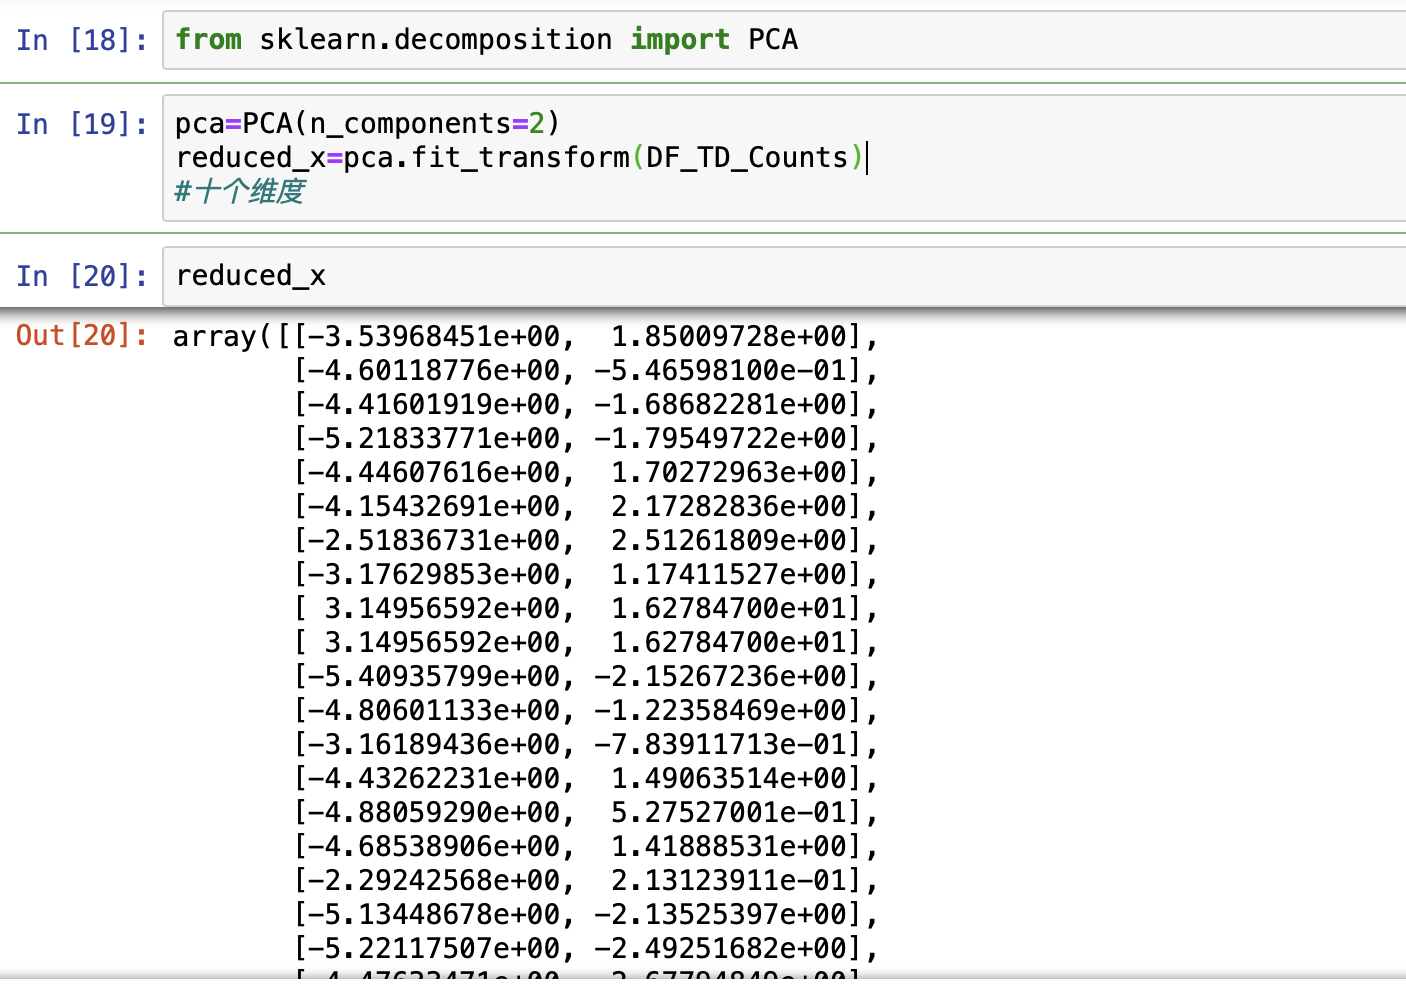 In [18]: from sklearn.decomposition import PCA
In [19]: pca=PCA(n_components=2)
reduced_x=pca.fit_transform(DF_TD_Counts)
#十个维度
In [20]: reduced_x
Out[20]: array([[-3.53968451e+00,  1.85009728e+00],
[-4.60118776e+00, -5.46598100e-01],
[-4.41601919e+00, -1.68682281e+00],
[-5.21833771e+00, -1.79549722e+00],
[-4.44607616e+00,  1.70272963e+00],
[-4.15432691e+00,  2.17282836e+00],
[-2.51836731e+00,  2.51261809e+00],
[-3.17629853e+00,  1.17411527e+00],
[ 3.14956592e+00,  1.62784700e+01],
[ 3.14956592e+00,  1.62784700e+01],
[-5.40935799e+00, -2.15267236e+00],
[-4.80601133e+00, -1.22358469e+00],
[-3.16189436e+00, -7.83911713e-01],
[-4.43262231e+00,  1.49063514e+00],
[-4.88059290e+00,  5.27527001e-01],
[-4.68538906e+00,  1.41888531e+00],
[-2.29242568e+00,  2.13123911e-01],
[-5.13448678e+00, -2.13525397e+00],
[-5.22117507e+00, -2.49251682e+00],